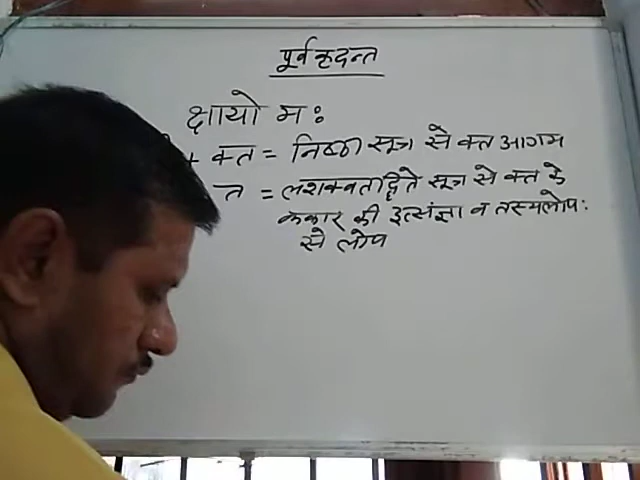 पूर्वकृदन्त
क्षायो मः
+ क्त = निष्ठा सूत्र से क्त आगम
त = लशक्वतद्धिते सूत्र से क्त के
ककार की इत्संज्ञा व तस्यलोपः
से लोप